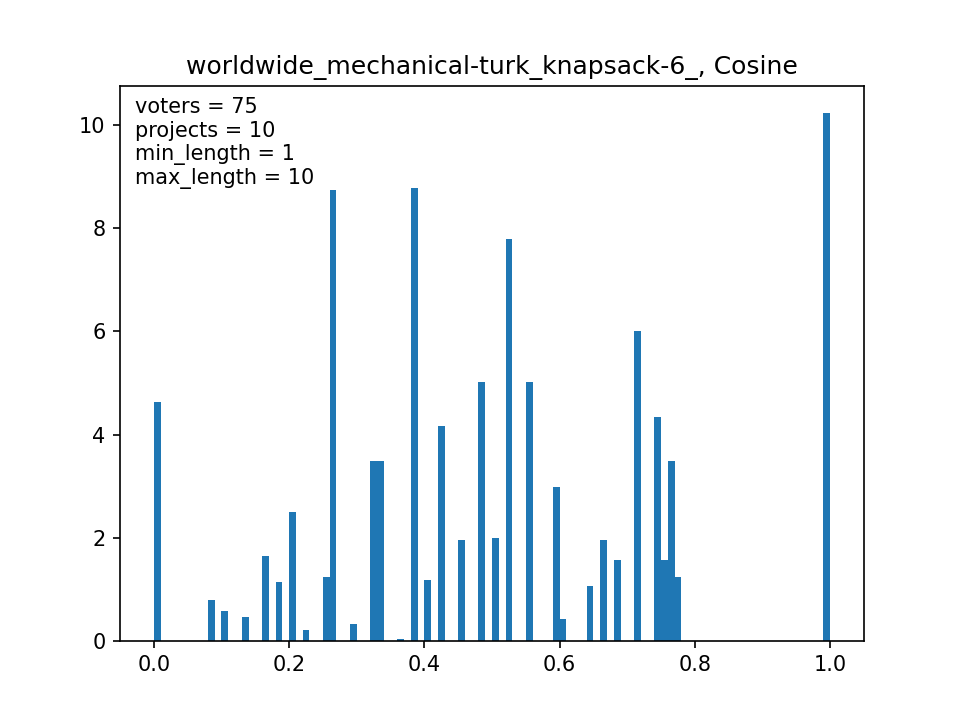 worldwide_mechanical-turk_knapsack-6_, Cosine
voters = 75
projects = 10
min_length = 1
max_length = 10
10
8
6
4
2
0
0.0 0.2 0.4 0.6 0.8 1.0